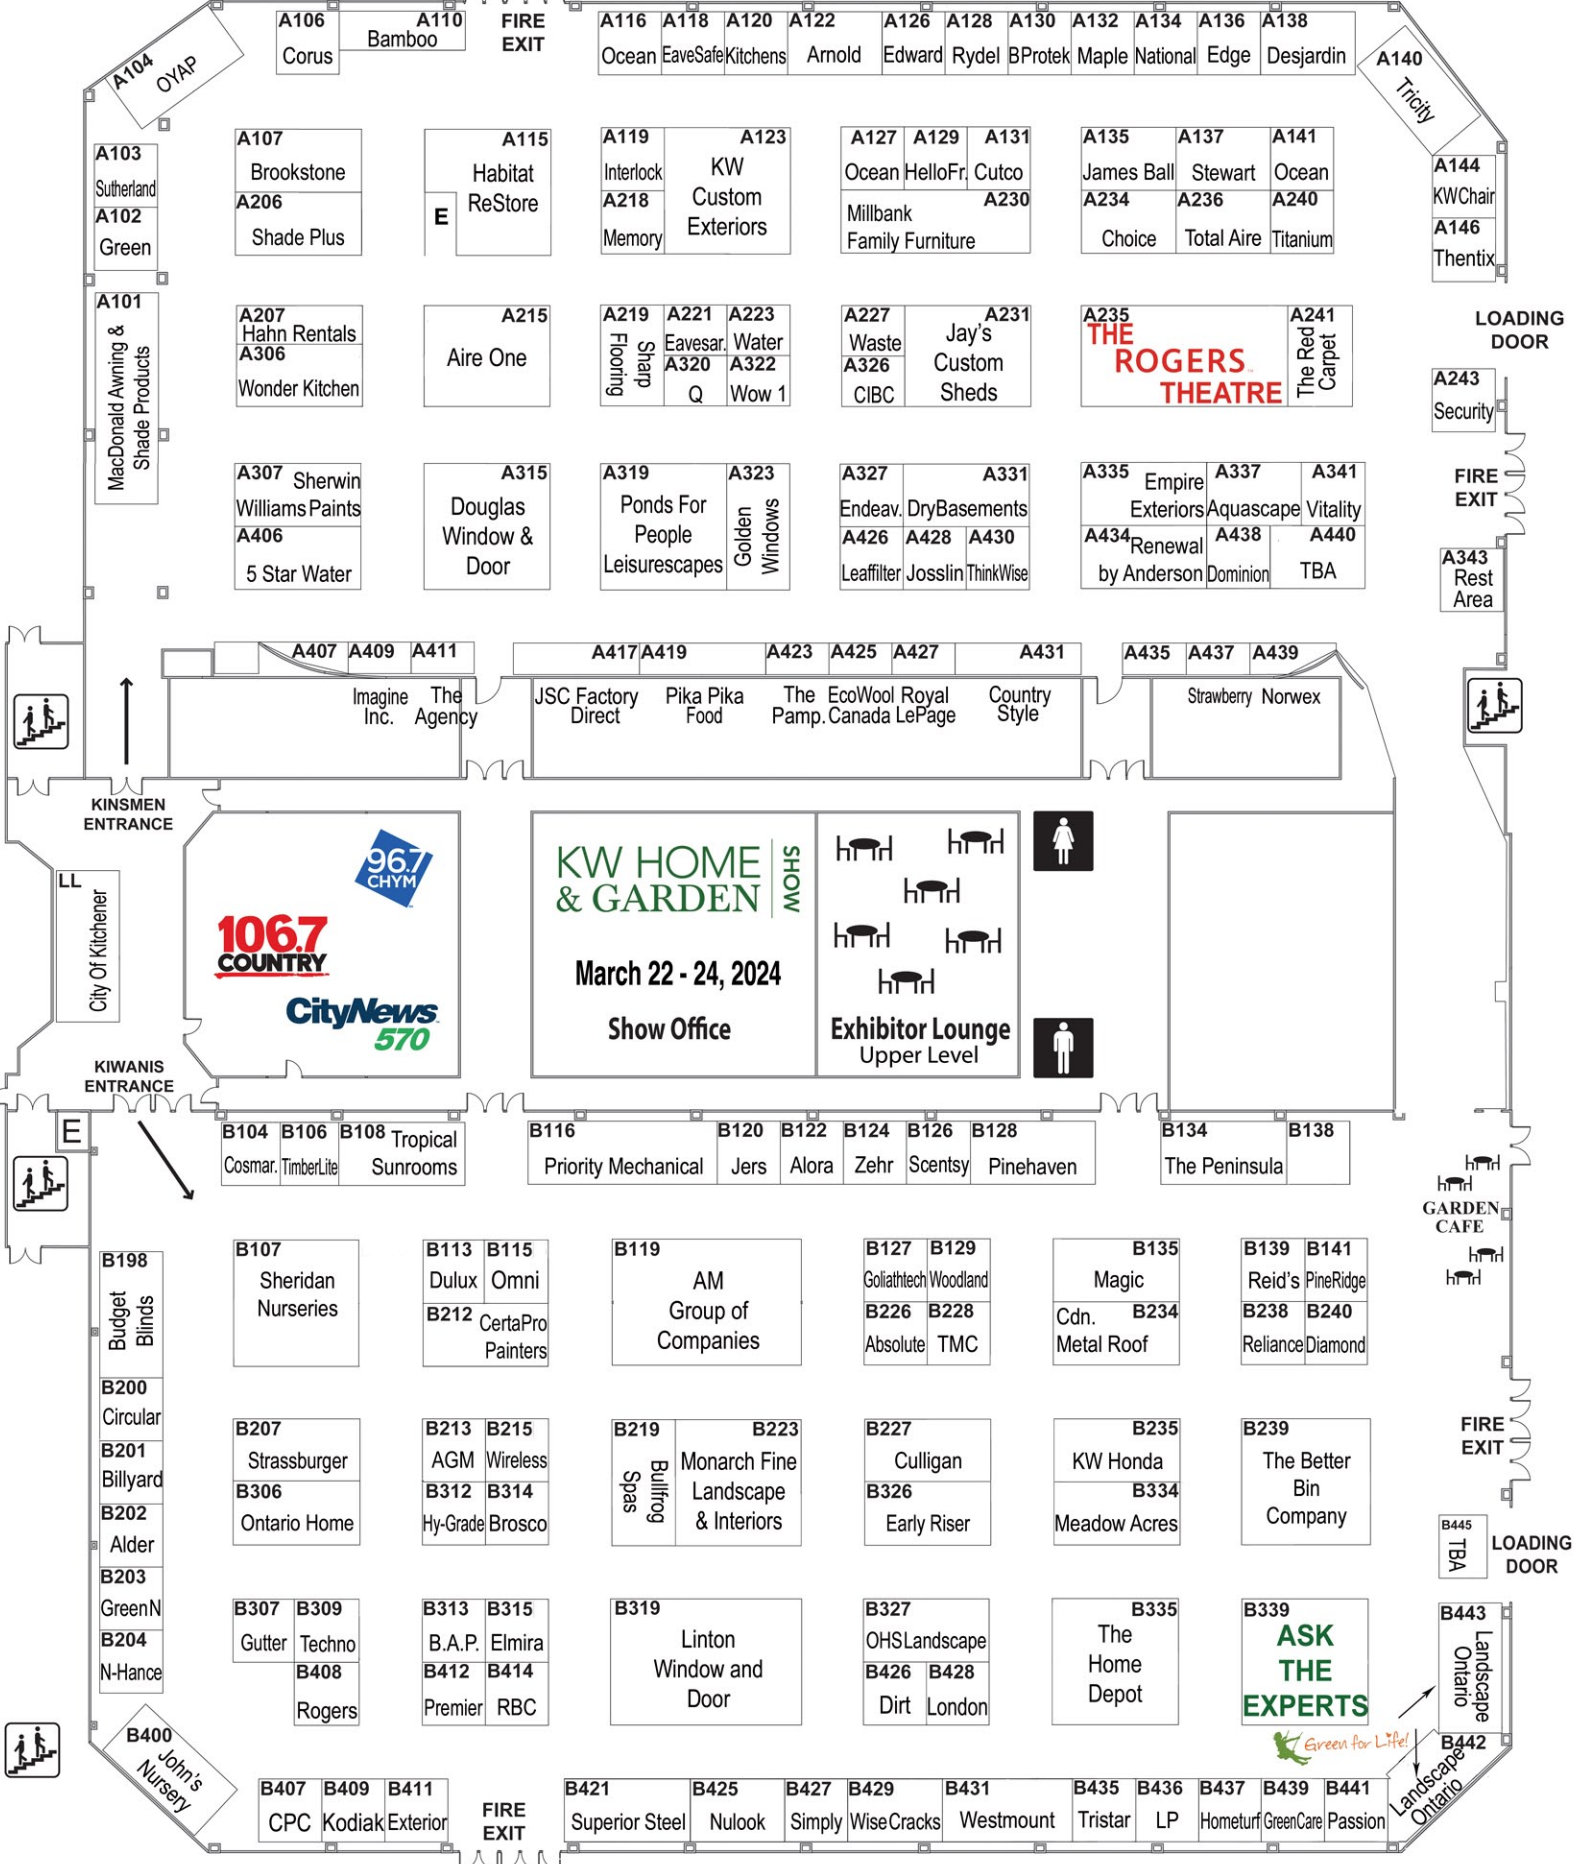 A106
Corus
A110
Bamboo
FIRE
EXIT
A116
Ocean
A118
EaveSafe
A120
Kitchens
A122
Arnold
A126
Edward
A128
Rydel
A130
BProtek
A132
Maple
A134
National
A136
Edge
A138
Desjardin
A104
OYAP
A140
Tricity
A103
Sutherland
A102
Green
A107
Brookstone
A206
Shade Plus
A115
Habitat
ReStore
E
A119
Interlock
A218
Memory
A123
KW
Custom
Exteriors
A127
Ocean
A129
HelloFr.
A131
Cutco
A230
Millbank
Family Furniture
A135
James Ball
A137
Stewart
A141
Ocean
A234
Choice
A236
Total Aire
A240
Titanium
A144
KWChair
A146
Thentix
A101
MacDonald Awning &
Shade Products
A207
Hahn Rentals
A306
Wonder Kitchen
A215
Aire One
A219
Sharp
Flooring
A221
Eavesar.
A223
Water
A320
Q
A322
Wow 1
A227
Waste
A326
CIBC
A231
Jay's
Custom
Sheds
A235
THE
ROGERS™
THEATRE
A241
The Red
Carpet
LOADING
DOOR
A243
Security
A307
Sherwin
Williams Paints
A406
5 Star Water
A315
Douglas
Window &
Door
A319
Ponds For
People
Leisurescapes
A323
Golden
Windows
A327
Endeav.
A331
DryBasements
A426
Leaffilter
A428
Josslin
A430
ThinkWise
A335
Empire
Exteriors
A337
Aquascape
A341
Vitality
A434
Renewal
by Anderson
A438
Dominion
A440
TBA
FIRE
EXIT
A343
Rest
Area
A407
A409
A411
A417
A419
A423
A425
A427
A431
A435
A437
A439
Imagine
Inc.
The
Agency
JSC Factory
Direct
Pika Pika
Food
The
Pamp.
EcoWool
Canada
Royal
LePage
Country
Style
Strawberry
Norwex
KINSMEN
ENTRANCE
LL
City Of Kitchener
96.7
CHYM
106.7
COUNTRY
CityNews
570
KW HOME
& GARDEN
SHOW
March 22 - 24, 2024
Show Office
Exhibitor Lounge
Upper Level
KIWANIS
ENTRANCE
E
B104
Cosmar.
B106
TimberLite
B108
Tropical
Sunrooms
B116
Priority Mechanical
B120
Jers
B122
Alora
B124
Zehr
B126
Scentsy
B128
Pinehaven
B134
The Peninsula
B138
GARDEN
CAFE
B198
Budget
Blinds
B107
Sheridan
Nurseries
B113
Dulux
B115
Omni
B212
CertaPro
Painters
B119
AM
Group of
Companies
B127
Goliathtech
B129
Woodland
B226
Absolute
B228
TMC
B135
Magic
B234
Cdn.
Metal Roof
B139
Reid's
B141
PineRidge
B238
Reliance
B240
Diamond
B200
Circular
B201
Billyard
B202
Alder
B203
GreenN
B204
N-Hance
B207
Strassburger
B306
Ontario Home
B213
AGM
B215
Wireless
B312
Hy-Grade
B314
Brosco
B219
Bullfrog
Spas
B223
Monarch Fine
Landscape
& Interiors
B227
Culligan
B326
Early Riser
B235
KW Honda
B334
Meadow Acres
B239
The Better
Bin
Company
FIRE
EXIT
B445
TBA
LOADING
DOOR
B307
Gutter
B309
Techno
B408
Rogers
B313
B.A.P.
B315
Elmira
B412
Premier
B414
RBC
B319
Linton
Window and
Door
B327
OHSLandscape
B426
Dirt
B428
London
B335
The
Home
Depot
B339
ASK
THE
EXPERTS
Green for Life!
B443
Landscape
Ontario
B442
Landscape
Ontario
B400
John's
Nursery
B407
CPC
B409
Kodiak
B411
Exterior
FIRE
EXIT
B421
Superior Steel
B425
Nulook
B427
Simply
B429
WiseCracks
B431
Westmount
B435
Tristar
B436
LP
B437
Hometurf
B439
GreenCare
B441
Passion